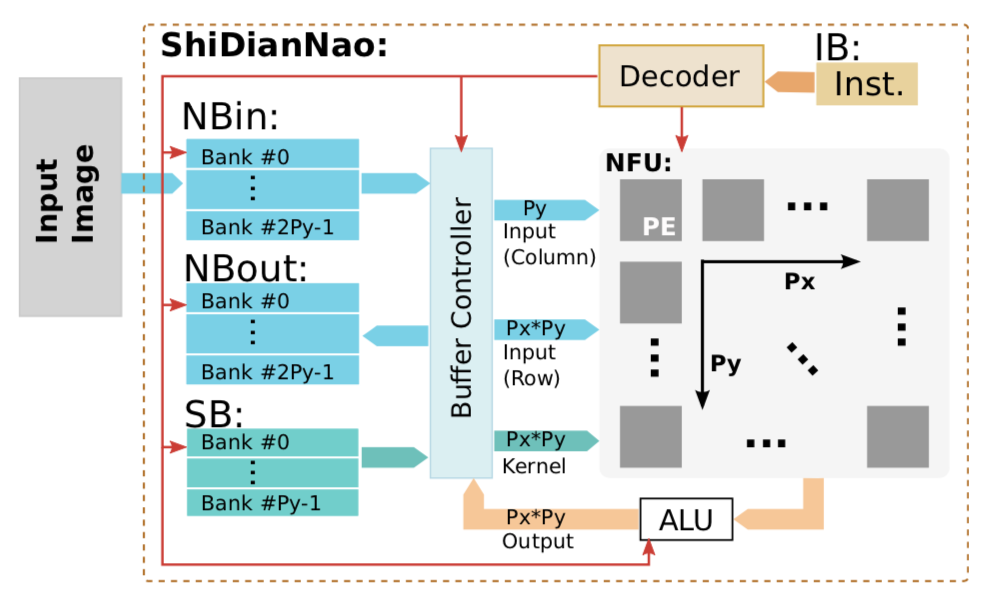 ShiDianNao:
IB:
Decoder
Inst.
Input
Image
NBin:
Bank #0
Bank #2Py-1
NBout:
Bank #0
Bank #2Py-1
SB:
Bank #0
Bank #Py-1
Buffer Controller
Py
Input
(Column)
Px*Py
Input
(Row)
Px*Py
Kernel
NFU:
PE
Px
Py
ALU
Px*Py
Output